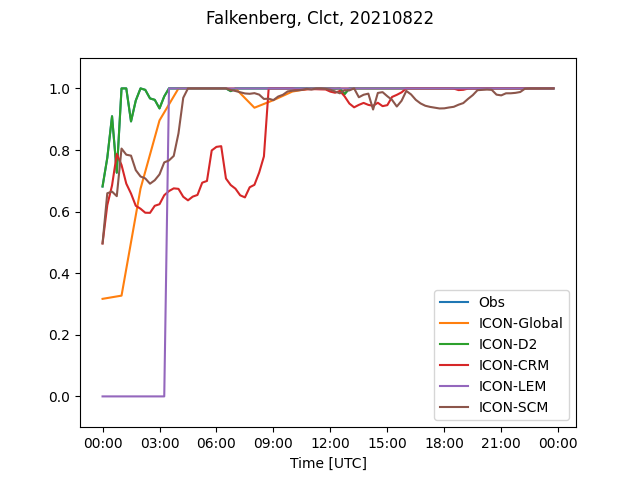 Falkenberg, Clct, 20210822
1.0
0.8
0.6
0.4
0.2
0.0
Obs
ICON-Global
ICON-D2
ICON-CRM
ICON-LEM
ICON-SCM
00:00 03:00 06:00 09:00 12:00 15:00 18:00 21:00 00:00
Time [UTC]